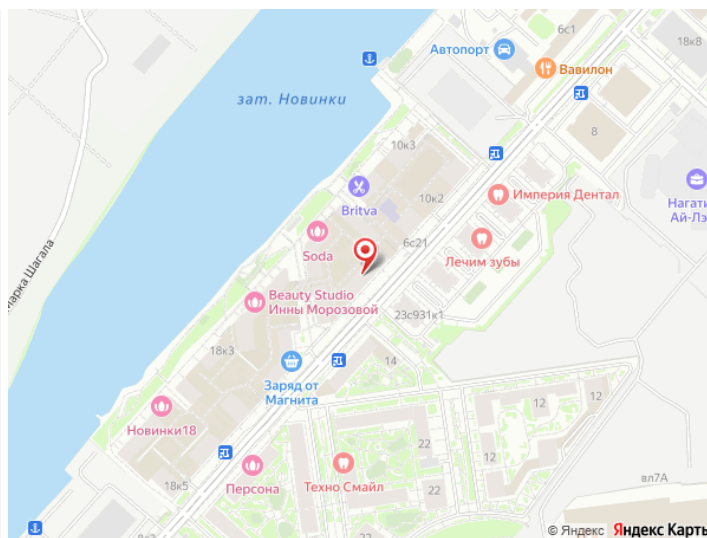 6с1
18к8
Автопорт
Вавилон
зат. Новинки
8
10к3
Нагати
Ай-Лэ
Империя Дентал
10к2
Britva
6с21
Лечим зубы
Soda
парка Шагала
Beauty Studio
Инны Морозовой
23с931к1
18к3
14
Заряд от
Магнита
12
12
Новинки18
22
22
вл7А
Персона
Техно Смайл
18к5
22
© Яндекс Яндекс Карты